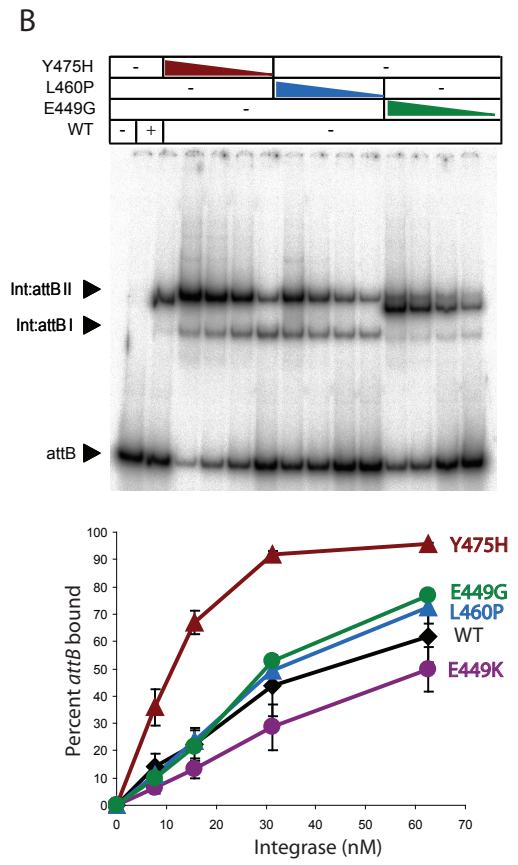 B
Y475H - -
L460P - -
E449G -
WT - + -
Int:attB II
Int:attB I
attB
100
90
80
70
60
50
40
30
20
10
0
0 10 20 30 40 50 60 70
Percent attB bound
Integrase (nM)
Y475H
E449G
L460P
WT
E449K